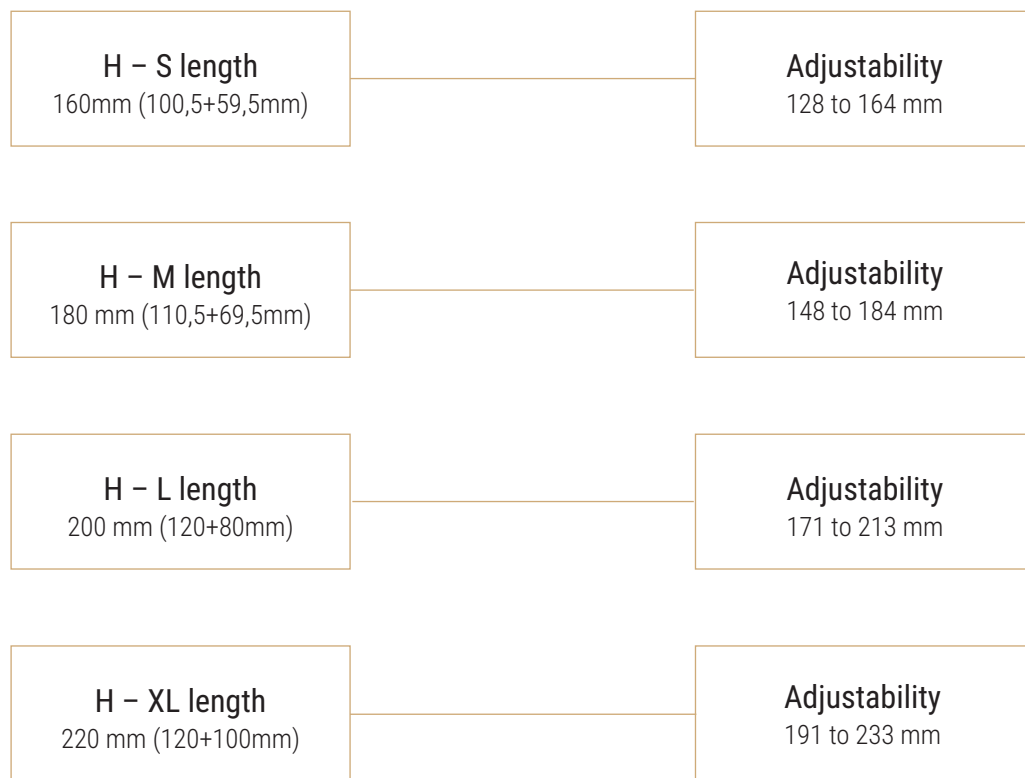 H – S length
160mm (100,5+59,5mm)
Adjustability
128 to 164 mm
H – M length
180 mm (110,5+69,5mm)
Adjustability
148 to 184 mm
H – L length
200 mm (120+80mm)
Adjustability
171 to 213 mm
H – XL length
220 mm (120+100mm)
Adjustability
191 to 233 mm